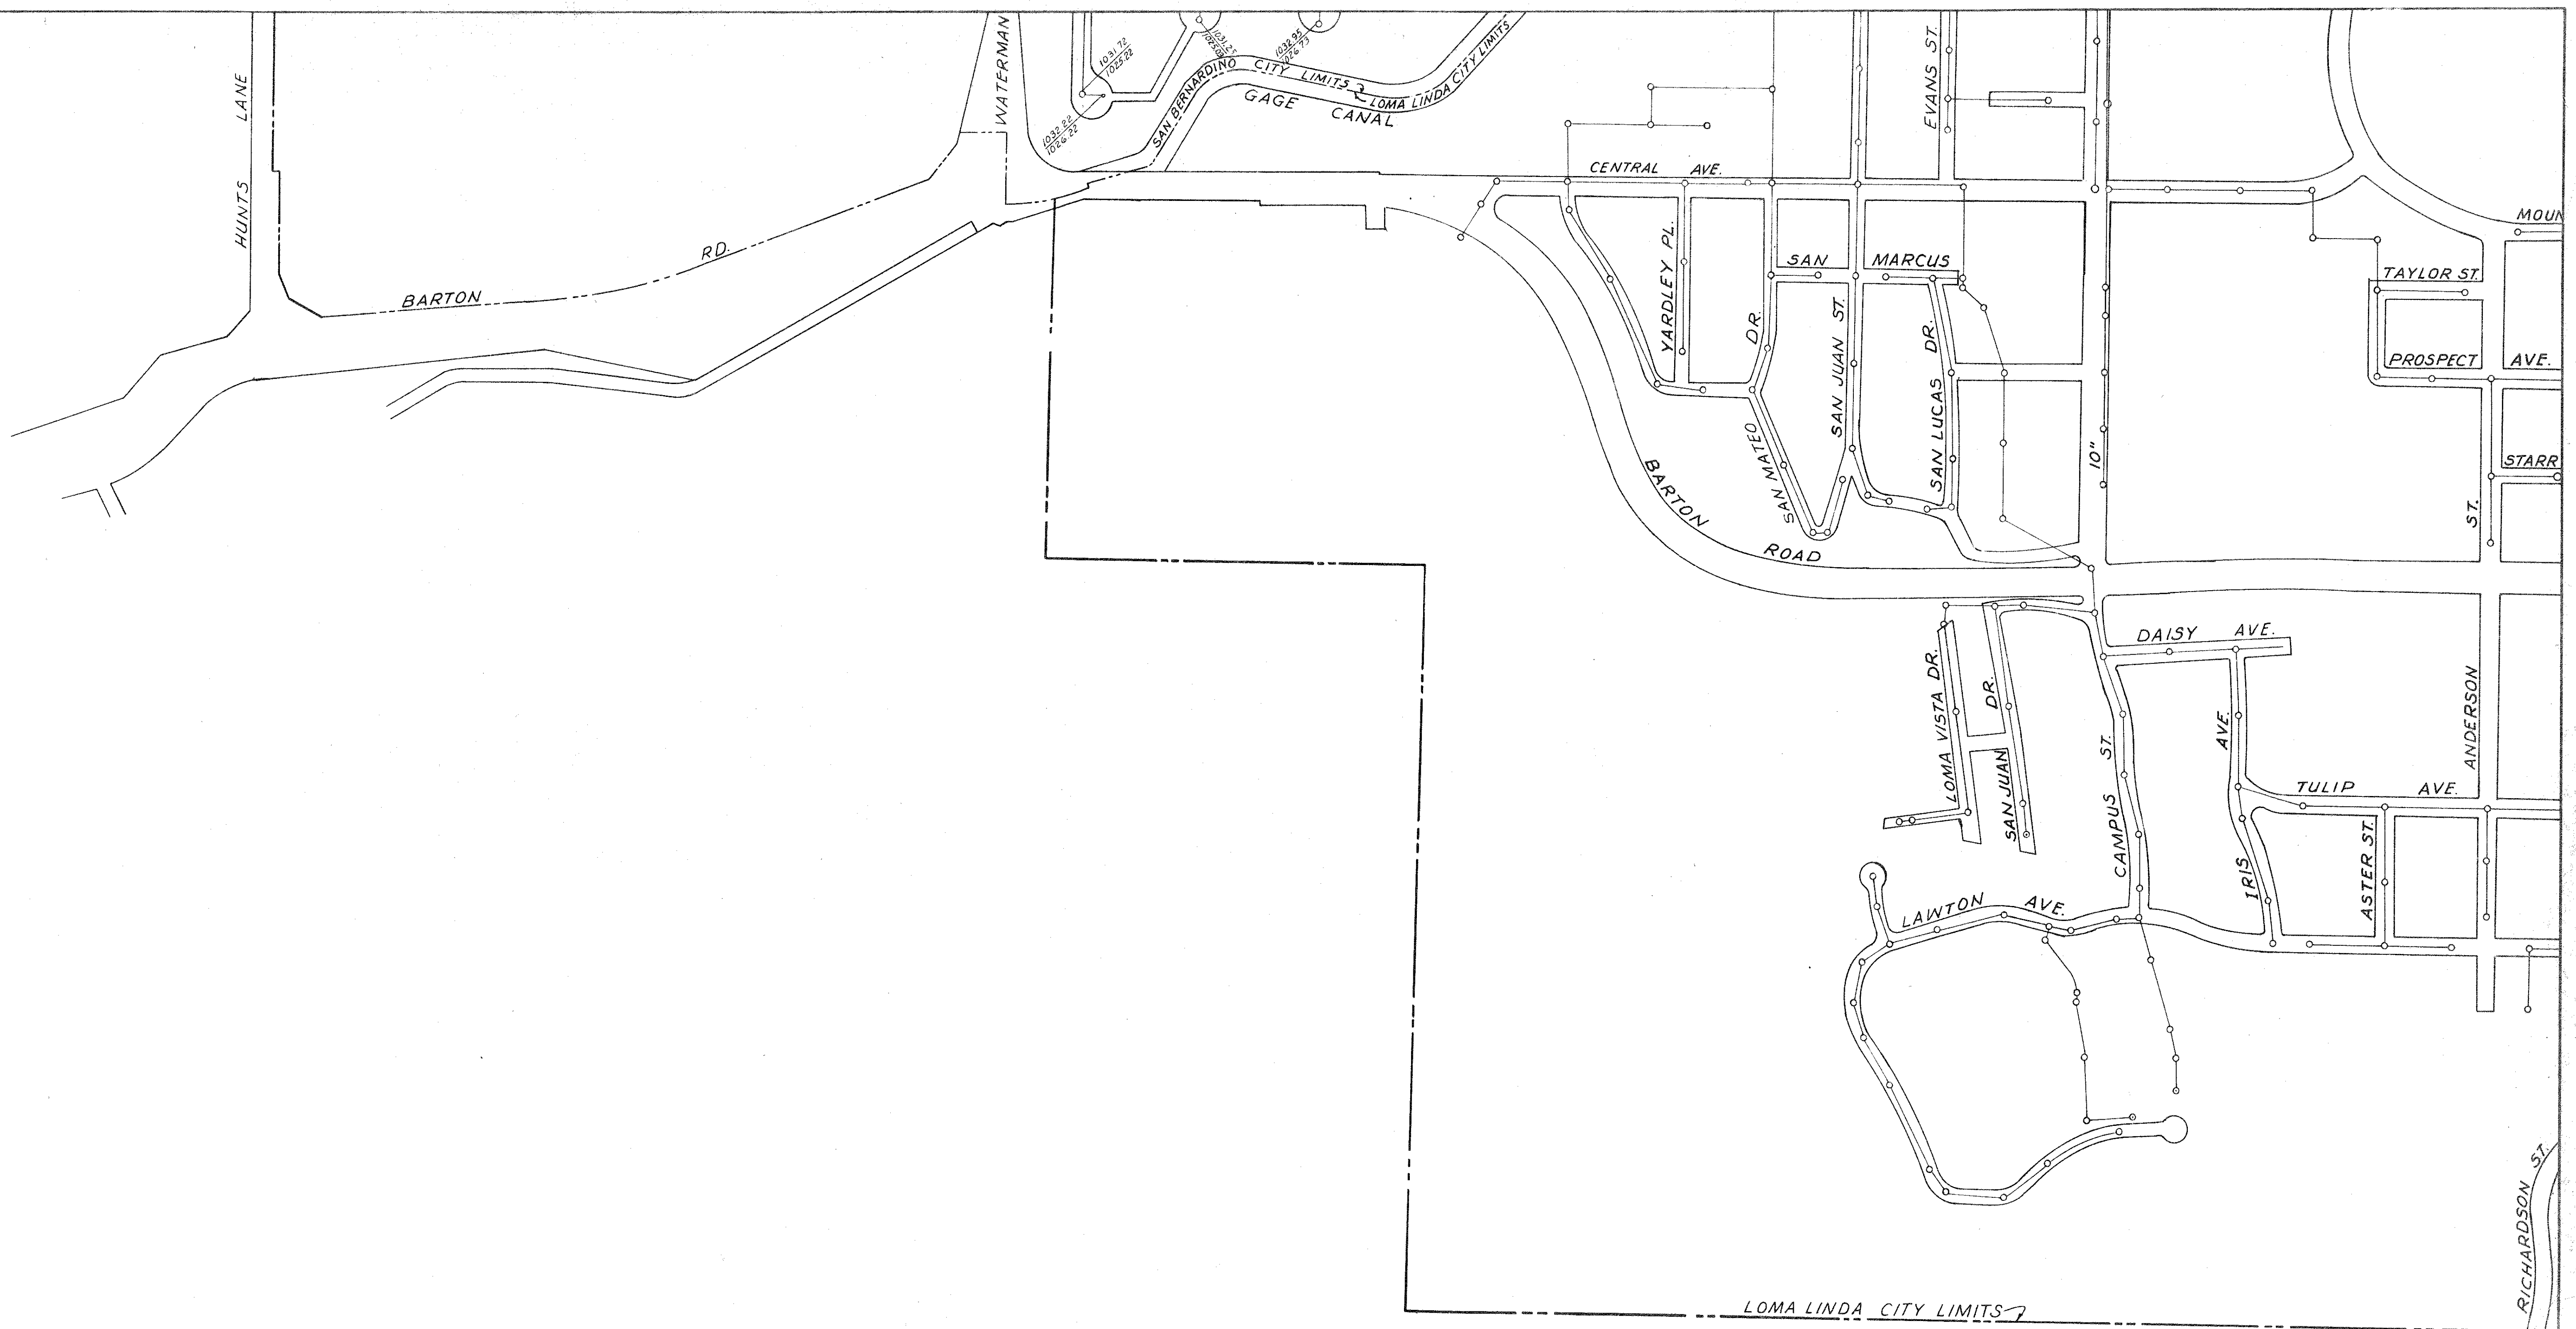 HUNTS LANE
WATERMAN
1031.72
1025.22
1032.22
1026.22
1031.25
1032.95
1026.73
SAN BERNARDINO CITY LIMITS
LOMA LINDA CITY LIMITS
GAGE CANAL
EVANS ST.
CENTRAL AVE.
BARTON RD.
YARDLEY PL.
SAN MARCUS
SAN MATEO DR.
SAN JUAN ST.
SAN LUCAS DR.
10"
MOUN
TAYLOR ST.
PROSPECT AVE.
STARR
BARTON ROAD
ANDERSON ST.
DAISY AVE.
LOMA VISTA DR.
SAN JUAN DR.
CAMPUS ST.
IRIS AVE.
TULIP AVE.
ASTER ST.
LAWTON AVE.
RICHARDSON ST.
LOMA LINDA CITY LIMITS